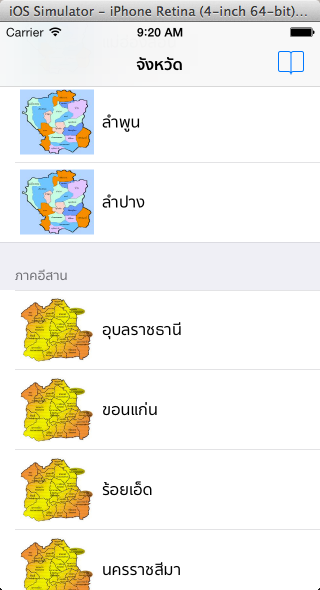 iOS Simulator – iPhone Retina (4-inch 64-bit)...
Carrier 9:20 AM
จังหวัด
ลำพูน
ลำปาง
ภาคอีสาน
อุบลราชธานี
ขอนแก่น
ร้อยเอ็ด
นครราชสีมา